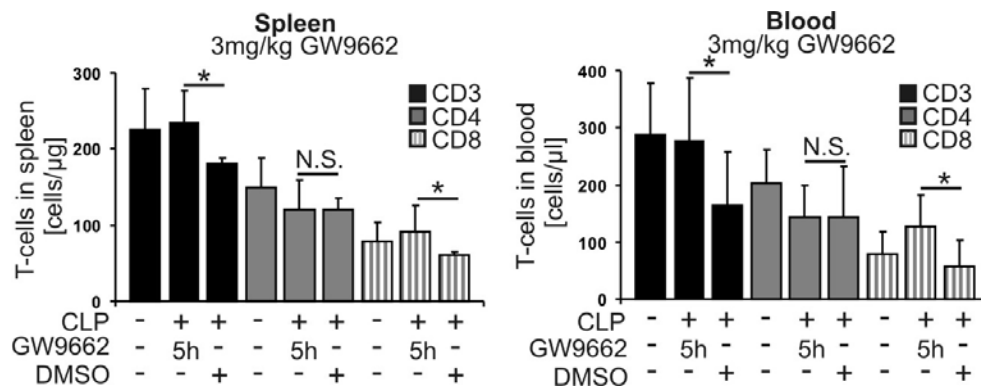 Spleen
3mg/kg GW9662
T-cells in spleen
[cells/µg]
300
200
100
0
CD3
CD4
CD8
*
N.S.
*
CLP - + + - + + - + +
GW9662 5h 5h 5h
DMSO - + - + - +
Blood
3mg/kg GW9662
T-cells in blood
[cells/µl]
400
300
200
100
0
CD3
CD4
CD8
*
N.S.
*
CLP - + + - + + - + +
GW9662 5h 5h 5h
DMSO - + - + - +